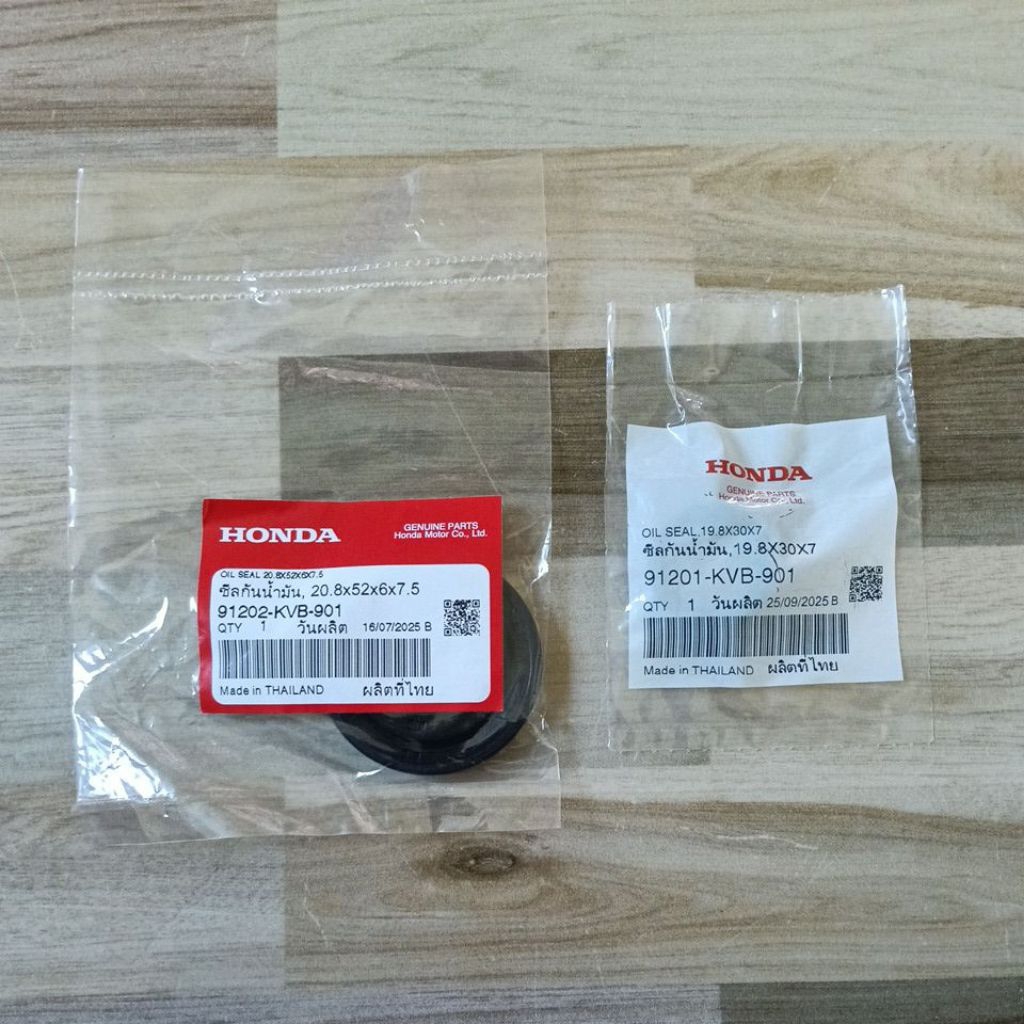 HONDA
GENUINE PARTS
Honda Motor Co., Ltd.
OIL SEAL 20.8X52X6X7.5
ซีลกันน้ำมัน, 20.8x52x6x7.5
91202-KVB-901
QTY 1 วันผลิต 16/07/2025 B
Made in THAILAND ผลิตที่ไทย
HONDA
GENUINE PARTS
Honda Motor Co., Ltd.
OIL SEAL,19.8X30X7
ซีลกันน้ำมัน,19.8X30X7
91201-KVB-901
QTY 1 วันผลิต 25/09/2025 B
Made in THAILAND ผลิตที่ไทย